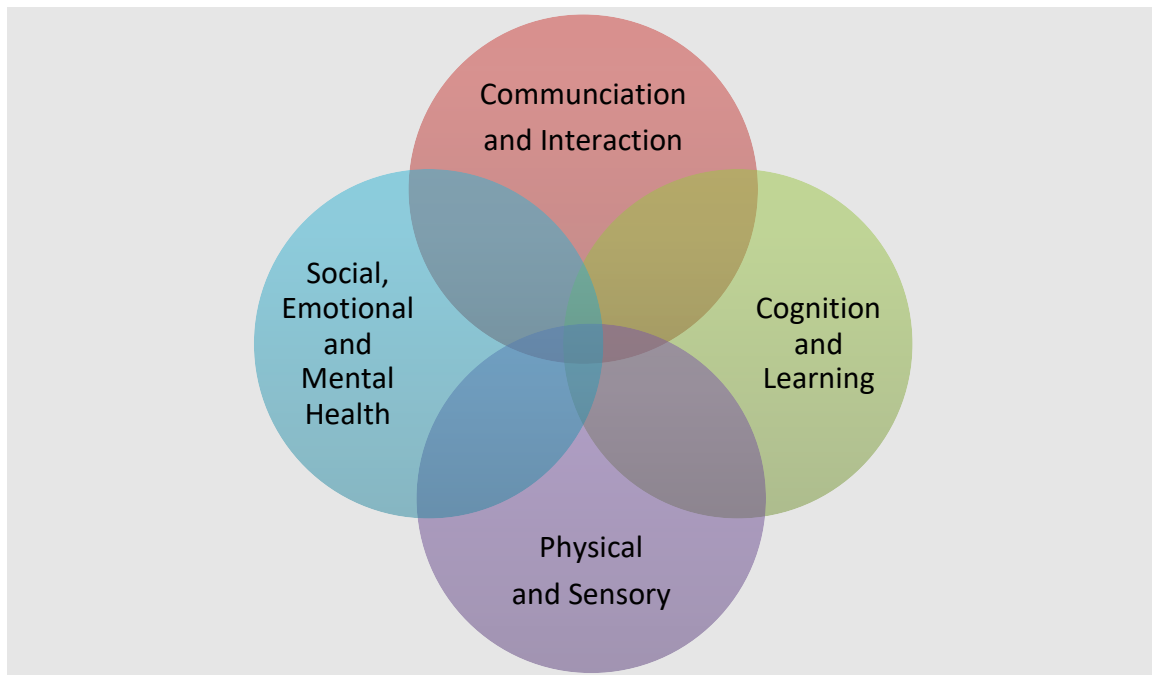 Communciation
and Interaction
Social,
Emotional
and
Mental
Health
Cognition
and
Learning
Physical
and Sensory